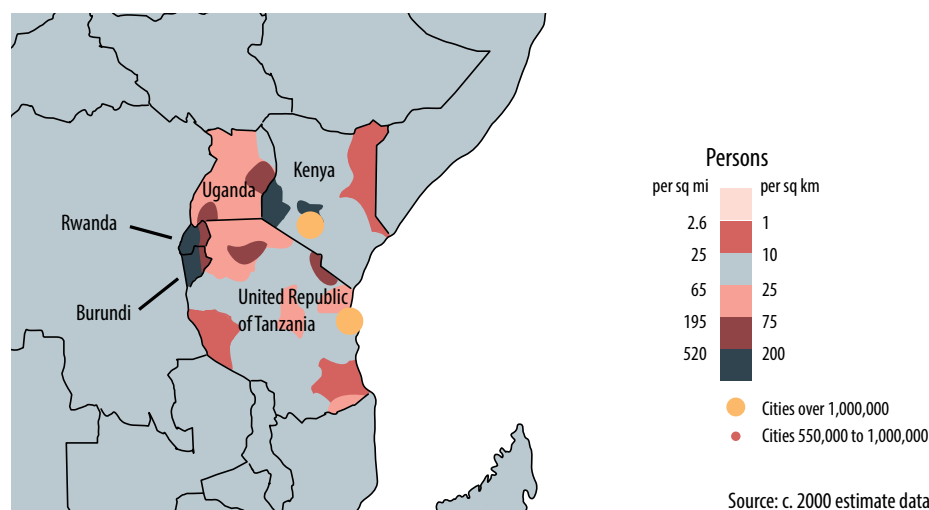 Kenya
Uganda
Rwanda
Burundi
United Republic
of Tanzania
Persons
per sq mi per sq km
2.6 1
25 10
65 25
195 75
520 200
Cities over 1,000,000
Cities 550,000 to 1,000,000
Source: c. 2000 estimate data